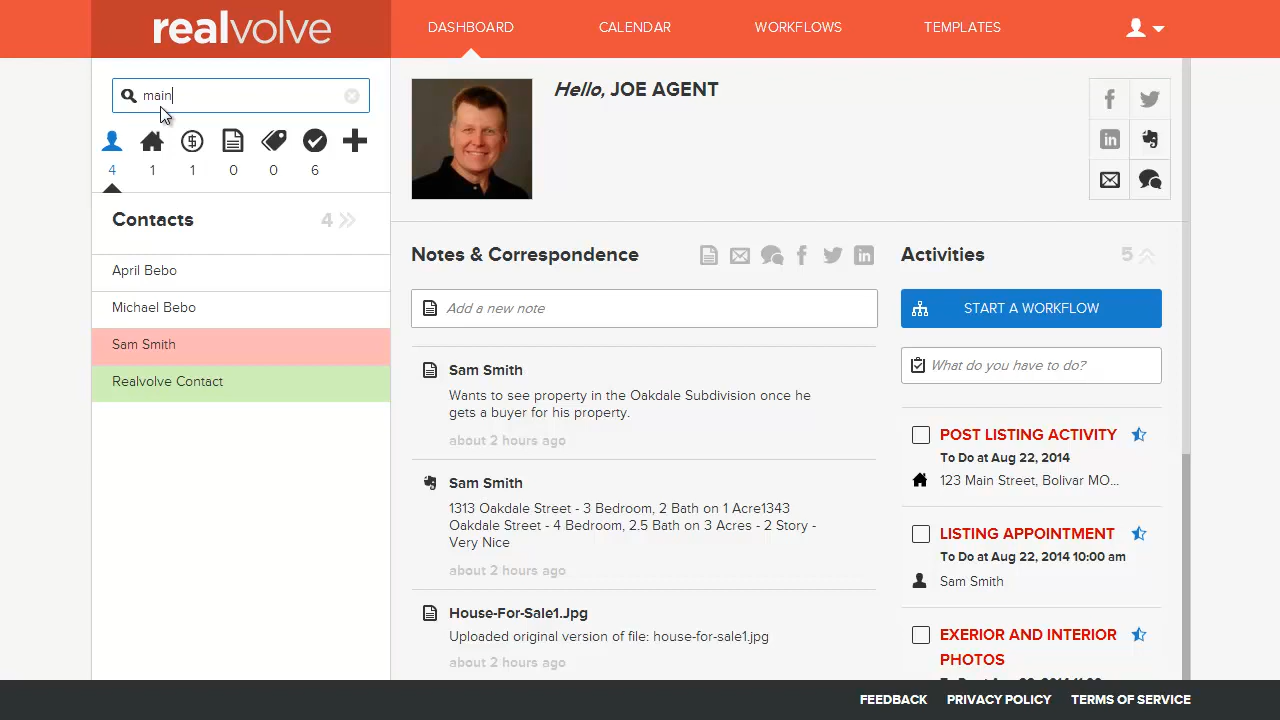 realvolve
DASHBOARD
CALENDAR
WORKFLOWS
TEMPLATES
main
4
1
1
0
0
6
Contacts
4
April Bebo
Michael Bebo
Sam Smith
Realvolve Contact
Hello, JOE AGENT
Notes & Correspondence
Add a new note
Sam Smith
Wants to see property in the Oakdale Subdivision once he
gets a buyer for his property.
about 2 hours ago
Sam Smith
1313 Oakdale Street - 3 Bedroom, 2 Bath on 1 Acre1343
Oakdale Street - 4 Bedroom, 2.5 Bath on 3 Acres - 2 Story -
Very Nice
about 2 hours ago
House-For-Sale1.Jpg
Uploaded original version of file: house-for-sale1.jpg
about 2 hours ago
Activities
5
START A WORKFLOW
What do you have to do?
POST LISTING ACTIVITY
To Do at Aug 22, 2014
123 Main Street, Bolivar MO...
LISTING APPOINTMENT
To Do at Aug 22, 2014 10:00 am
Sam Smith
EXERIOR AND INTERIOR
PHOTOS
FEEDBACK
PRIVACY POLICY
TERMS OF SERVICE